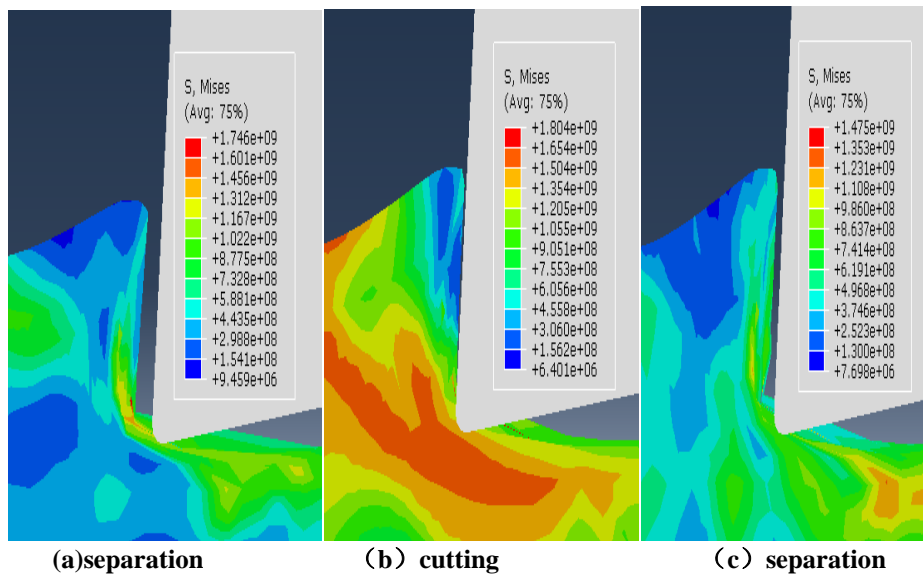 S, Mises
(Avg: 75%)
+1.746e+09
+1.601e+09
+1.456e+09
+1.312e+09
+1.167e+09
+1.022e+09
+8.775e+08
+7.328e+08
+5.881e+08
+4.435e+08
+2.988e+08
+1.541e+08
+9.459e+06
S, Mises
(Avg: 75%)
+1.804e+09
+1.654e+09
+1.504e+09
+1.354e+09
+1.205e+09
+1.055e+09
+9.051e+08
+7.553e+08
+6.056e+08
+4.558e+08
+3.060e+08
+1.562e+08
+6.401e+06
S, Mises
(Avg: 75%)
+1.475e+09
+1.353e+09
+1.231e+09
+1.108e+09
+9.860e+08
+8.637e+08
+7.414e+08
+6.191e+08
+4.968e+08
+3.746e+08
+2.523e+08
+1.300e+08
+7.698e+06
(a)separation
（b）cutting
（c）separation